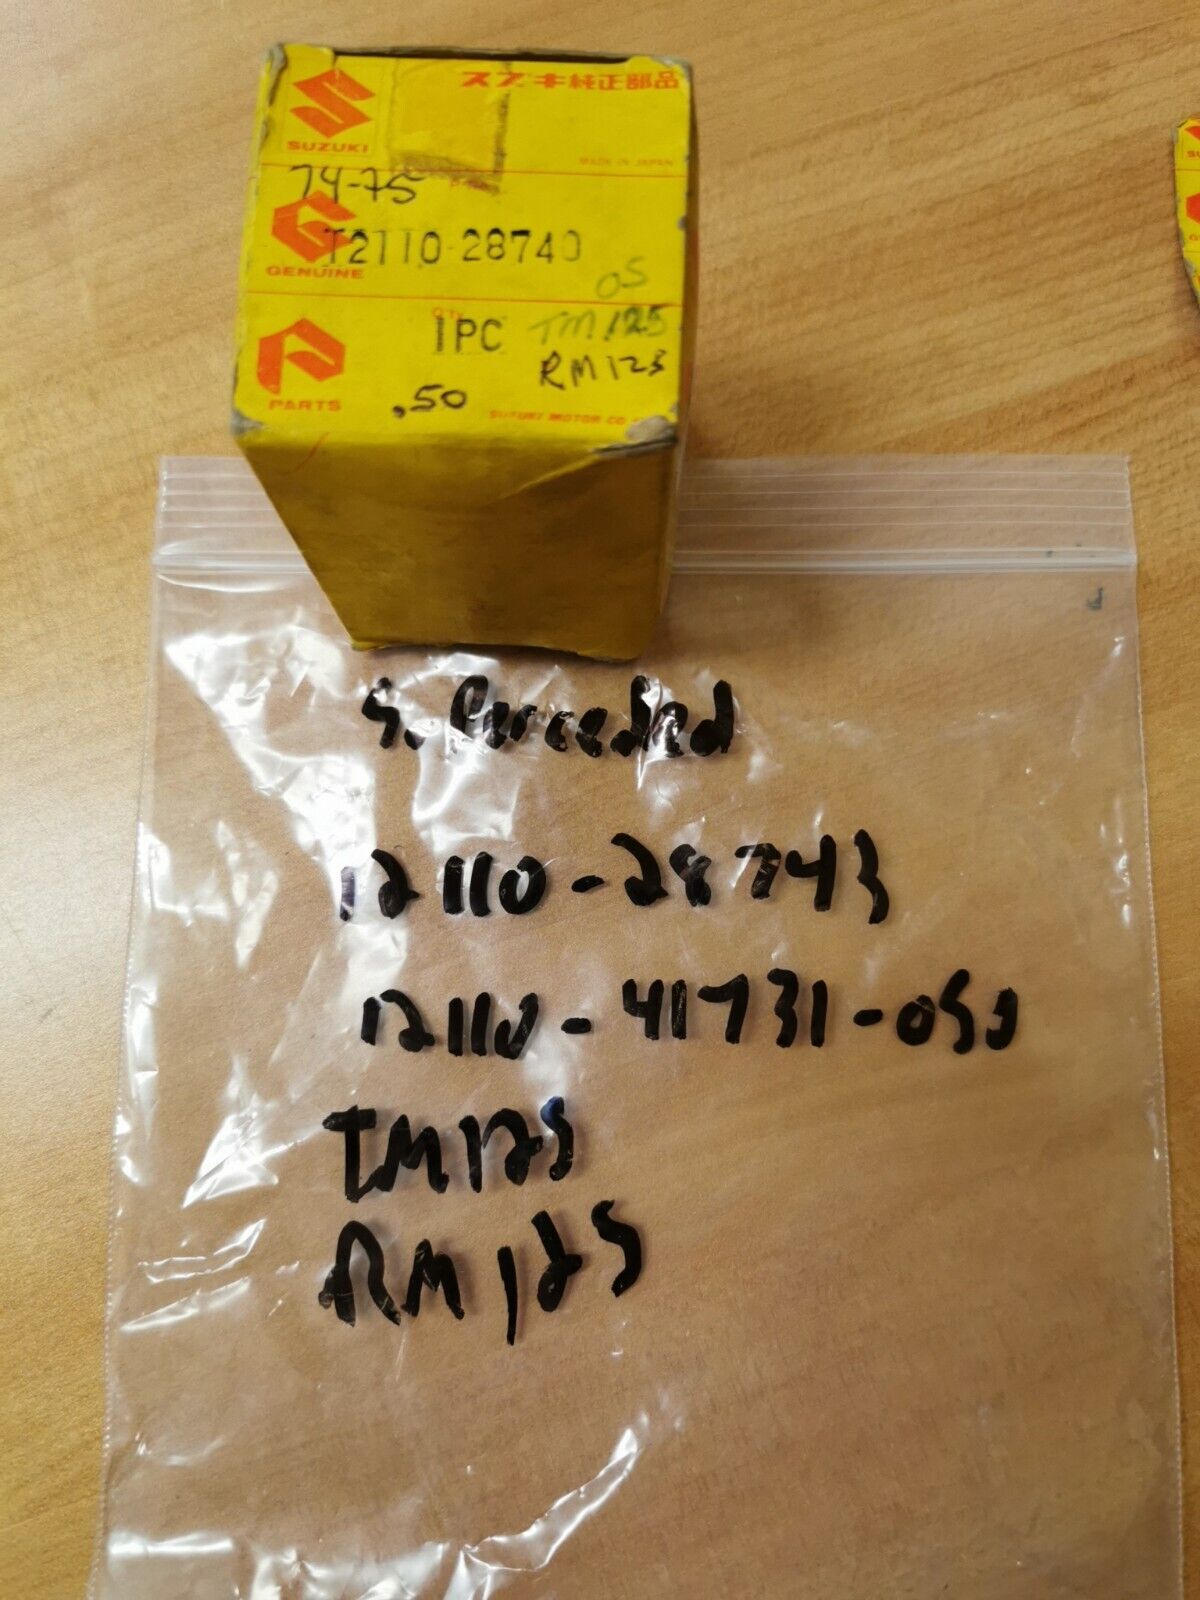 スズキ純正部品
SUZUKI
MADE IN JAPAN
74-75
12110-28740
GENUINE
OS
1PC TM125
RM125
PARTS
.50
SUZUKI MOTOR CO
S. Perceded
12110-28743
12110-41731-050
TM125
RM125